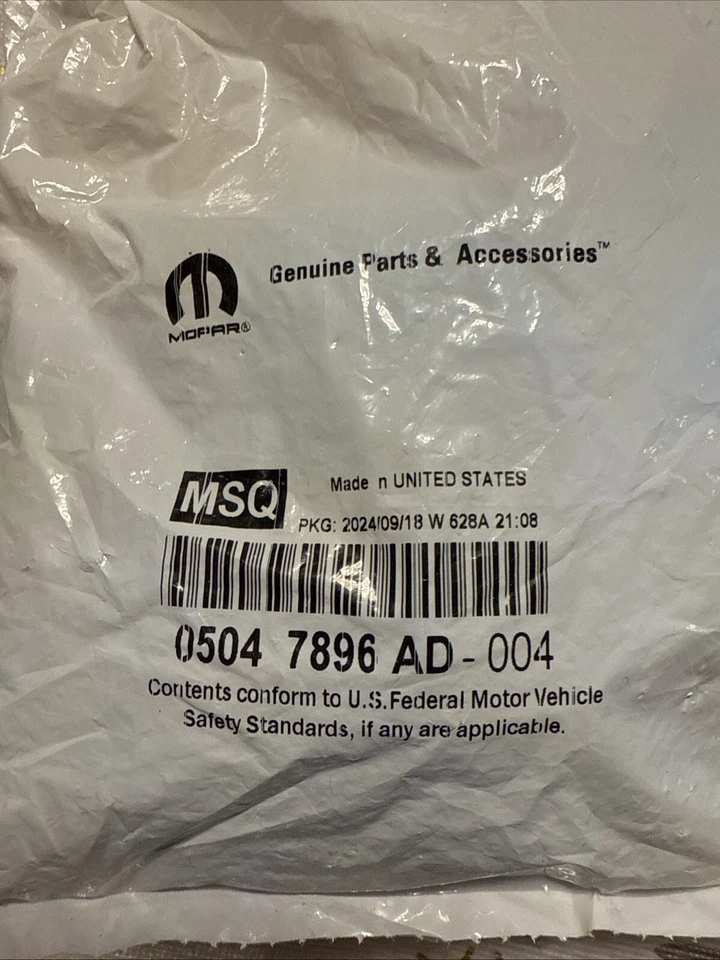 Genuine Parts & Accessories™
MOPAR®
MSQ
Made n UNITED STATES
PKG: 2024/09/18 W 628A 21:08
0504 7896 AD - 004
Contents conform to U.S. Federal Motor Vehicle
Safety Standards, if any are applicable.